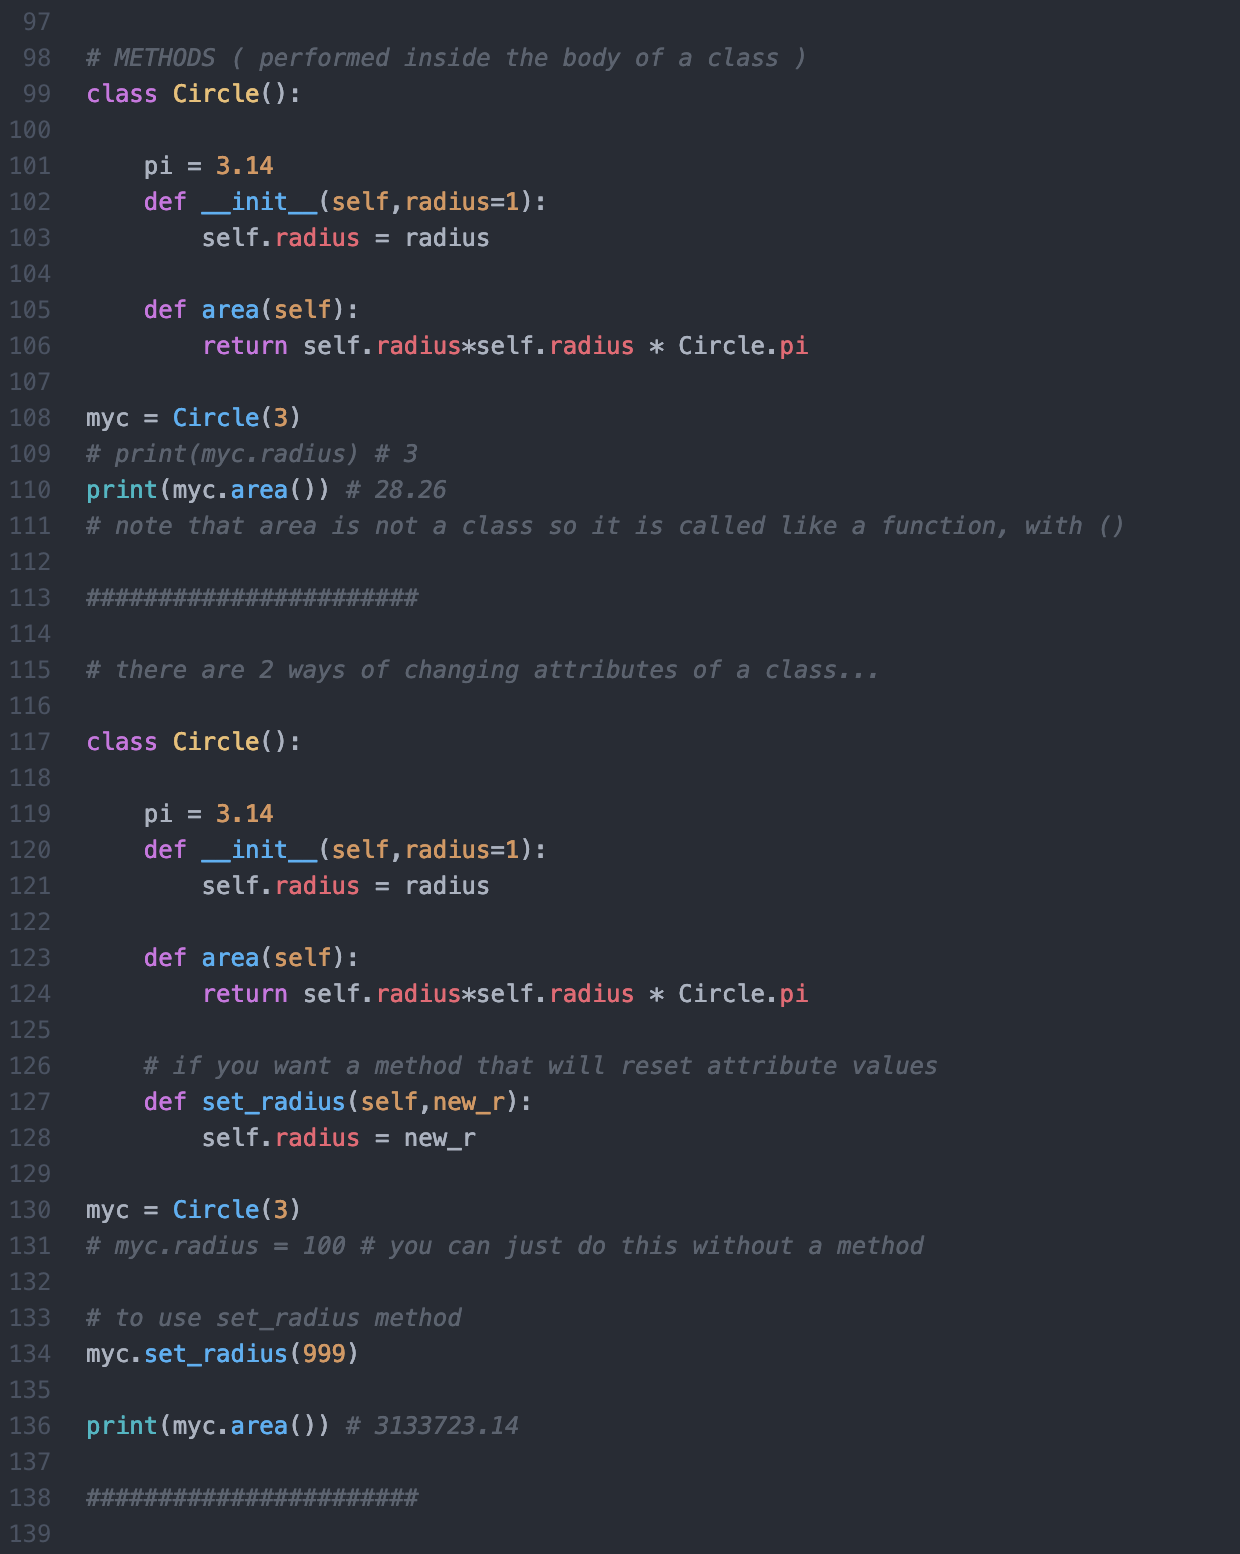 97
98 # METHODS ( performed inside the body of a class )
99 class Circle():
100
101     pi = 3.14
102     def __init__(self,radius=1):
103         self.radius = radius
104
105     def area(self):
106         return self.radius*self.radius * Circle.pi
107
108 myc = Circle(3)
109 # print(myc.radius) # 3
110 print(myc.area()) # 28.26
111 # note that area is not a class so it is called like a function, with ()
112
113 #######################
114
115 # there are 2 ways of changing attributes of a class...
116
117 class Circle():
118
119     pi = 3.14
120     def __init__(self,radius=1):
121         self.radius = radius
122
123     def area(self):
124         return self.radius*self.radius * Circle.pi
125
126     # if you want a method that will reset attribute values
127     def set_radius(self,new_r):
128         self.radius = new_r
129
130 myc = Circle(3)
131 # myc.radius = 100 # you can just do this without a method
132
133 # to use set_radius method
134 myc.set_radius(999)
135
136 print(myc.area()) # 3133723.14
137
138 #######################
139